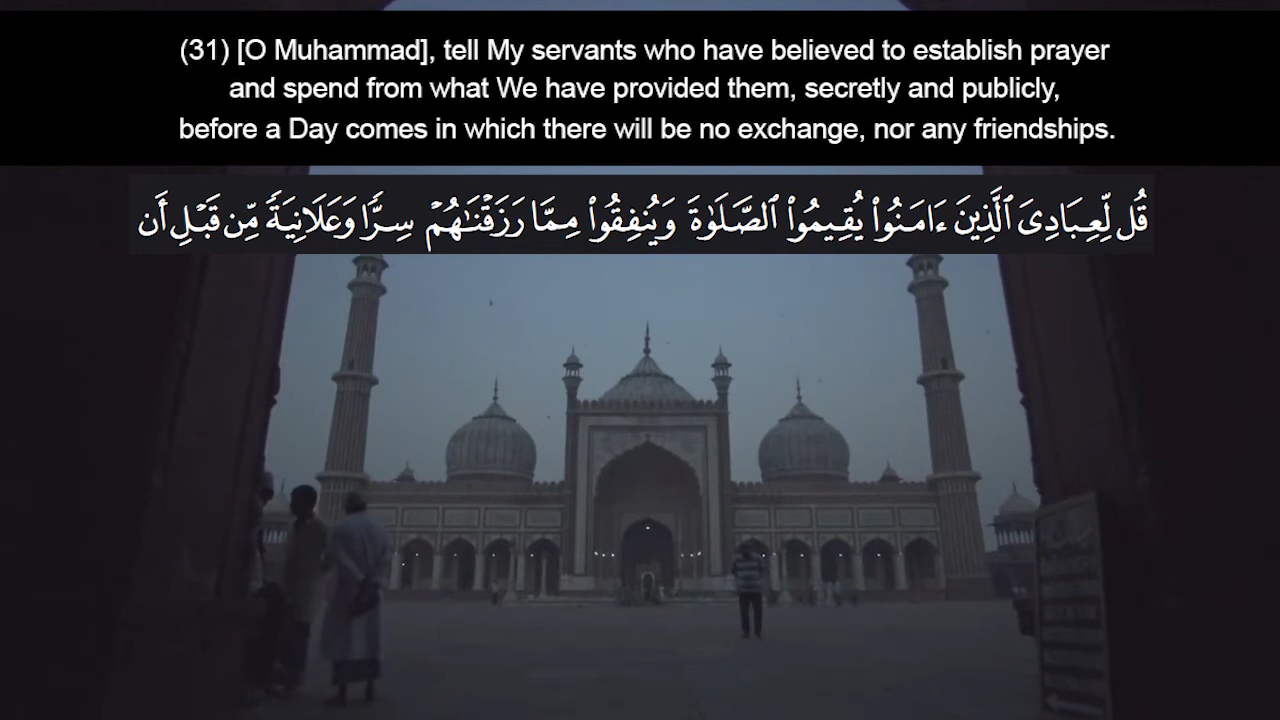 (31) [O Muhammad], tell My servants who have believed to establish prayer
and spend from what We have provided them, secretly and publicly,
before a Day comes in which there will be no exchange, nor any friendships.
قُل لِّعِبَادِىَ ٱلَّذِينَ ءَامَنُوا۟ يُقِيمُوا۟ ٱلصَّلَوٰةَ وَيُنفِقُوا۟ مِمَّا رَزَقْنَـٰهُمْ سِرًّا وَعَلَانِيَةً مِّن قَبْلِ أَن